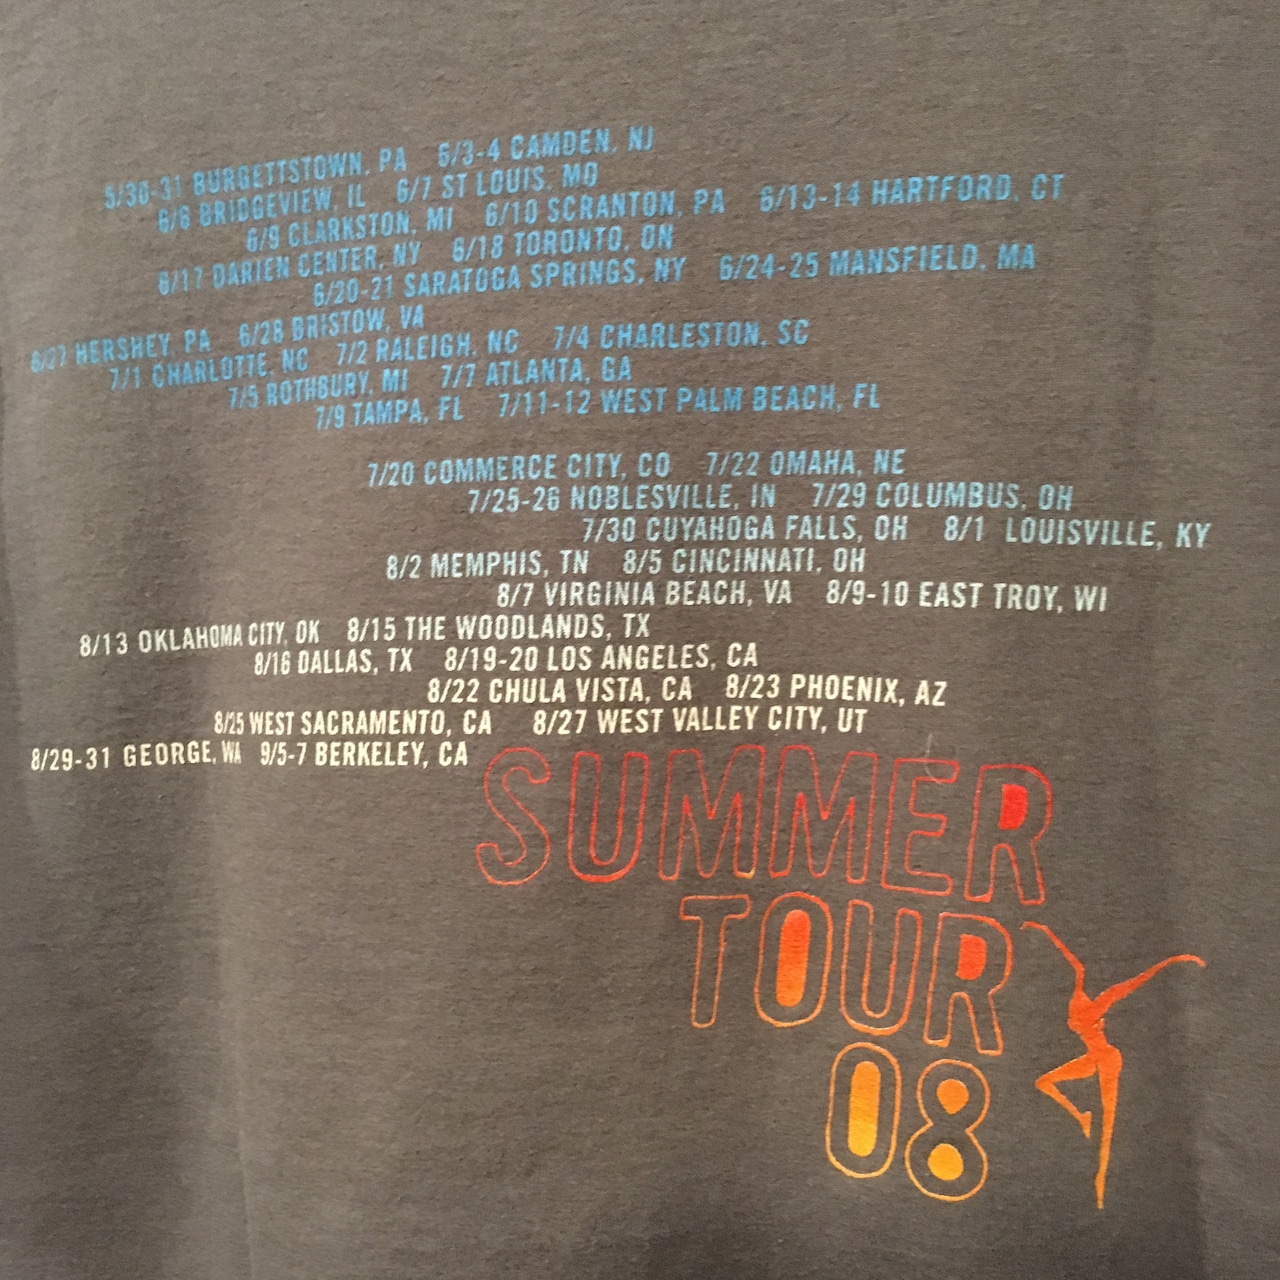 5/30-31 BURGETTSTOWN, PA 6/3-4 CAMDEN, NJ
6/6 BRIDGEVIEW, IL 6/7 ST LOUIS, MO
6/9 CLARKSTON, MI 6/10 SCRANTON, PA 6/13-14 HARTFORD, CT
6/17 DARIEN CENTER, NY 6/18 TORONTO, ON
6/20-21 SARATOGA SPRINGS, NY 6/24-25 MANSFIELD, MA
6/27 HERSHEY, PA 6/28 BRISTOW, VA
7/1 CHARLOTTE, NC 7/2 RALEIGH, NC 7/4 CHARLESTON, SC
7/5 ROTHBURY, MI 7/7 ATLANTA, GA
7/9 TAMPA, FL 7/11-12 WEST PALM BEACH, FL
7/20 COMMERCE CITY, CO 7/22 OMAHA, NE
7/25-26 NOBLESVILLE, IN 7/29 COLUMBUS, OH
7/30 CUYAHOGA FALLS, OH 8/1 LOUISVILLE, KY
8/2 MEMPHIS, TN 8/5 CINCINNATI, OH
8/7 VIRGINIA BEACH, VA 8/9-10 EAST TROY, WI
8/13 OKLAHOMA CITY, OK 8/15 THE WOODLANDS, TX
8/16 DALLAS, TX 8/19-20 LOS ANGELES, CA
8/22 CHULA VISTA, CA 8/23 PHOENIX, AZ
8/25 WEST SACRAMENTO, CA 8/27 WEST VALLEY CITY, UT
8/29-31 GEORGE, WA 9/5-7 BERKELEY, CA
SUMMER
TOUR
08